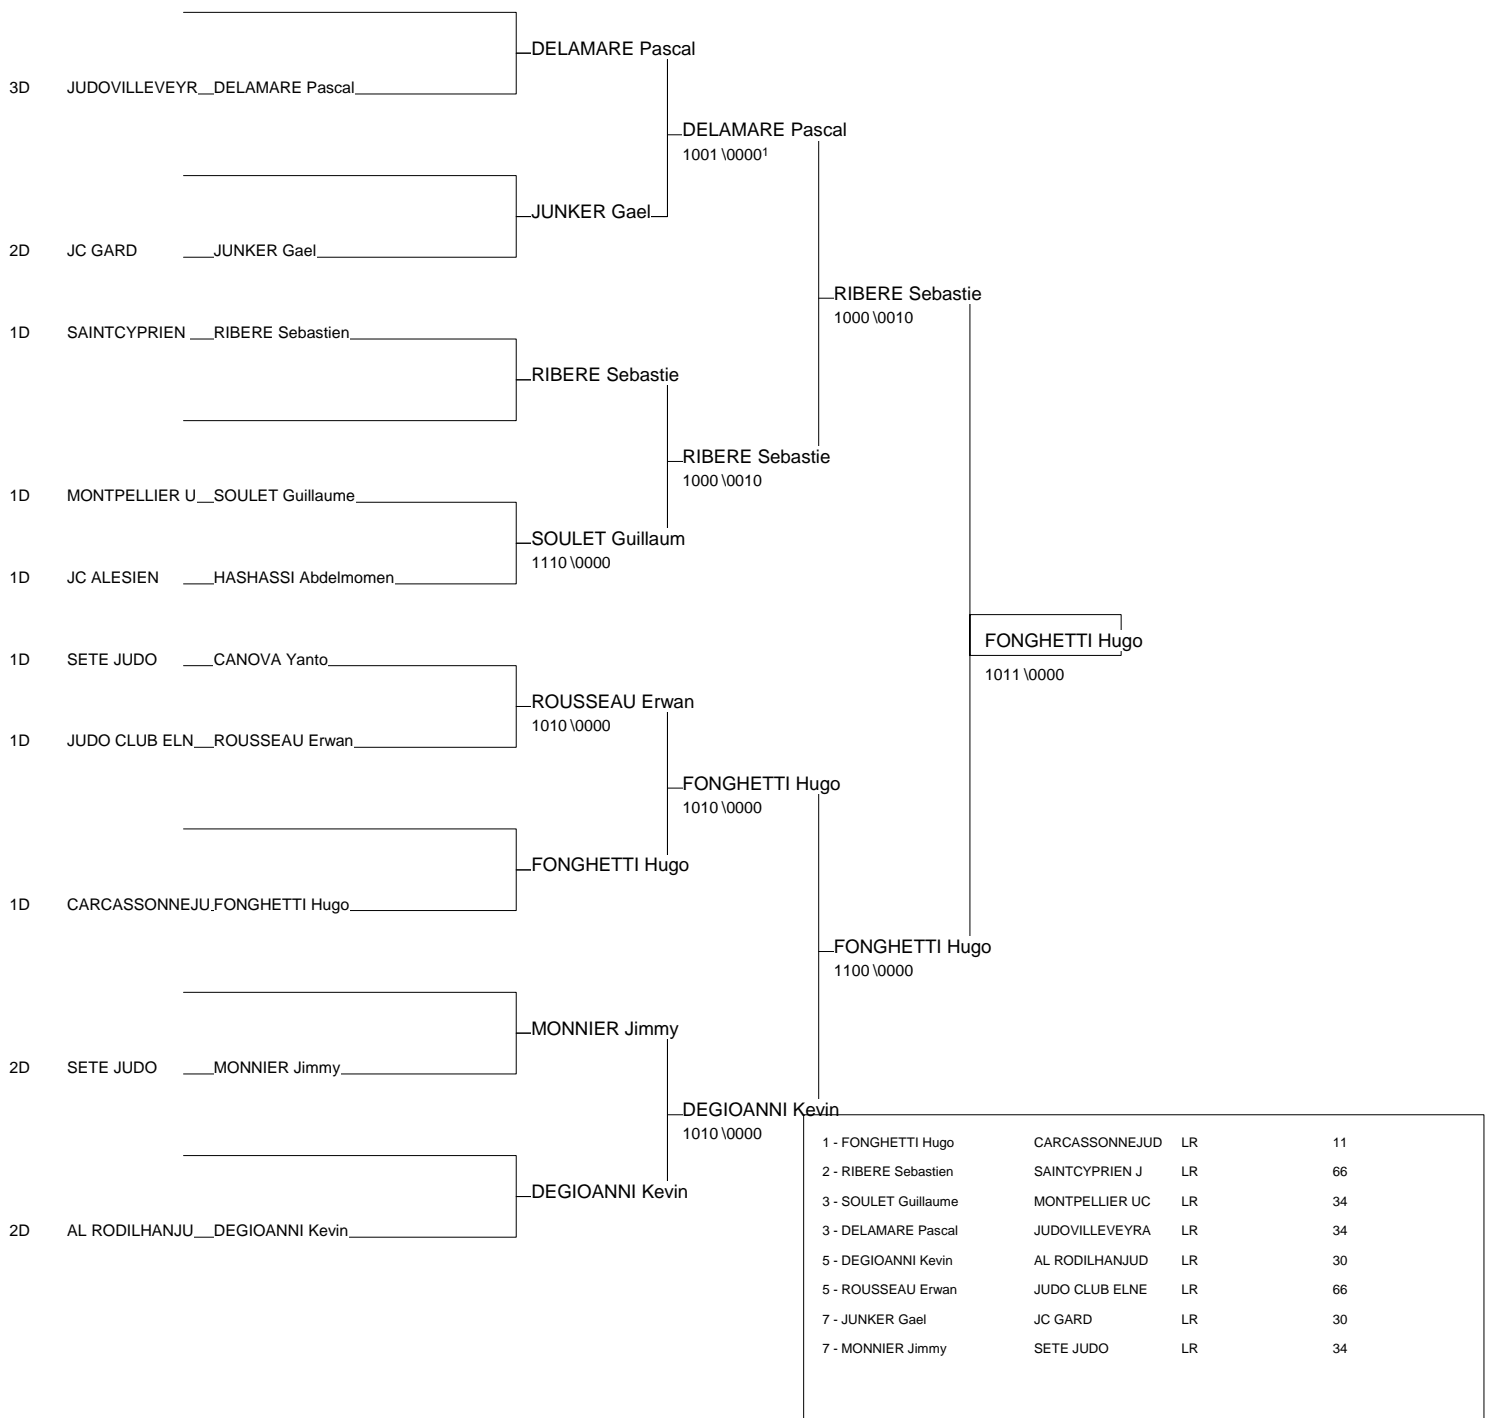 DELAMARE Pascal
3D JUDOVILLEVEYR DELAMARE Pascal
DELAMARE Pascal
1001 \0000¹
JUNKER Gael
2D JC GARD JUNKER Gael
RIBERE Sebastie
1000 \0010
1D SAINTCYPRIEN RIBERE Sebastien
RIBERE Sebastie
RIBERE Sebastie
1000 \0010
1D MONTPELLIER U SOULET Guillaume
SOULET Guillaum
1110 \0000
1D JC ALESIEN HASHASSI Abdelmomen
FONGHETTI Hugo
1011 \0000
1D SETE JUDO CANOVA Yanto
ROUSSEAU Erwan
1010 \0000
1D JUDO CLUB ELN ROUSSEAU Erwan
FONGHETTI Hugo
1010 \0000
FONGHETTI Hugo
1D CARCASSONNEJU FONGHETTI Hugo
FONGHETTI Hugo
1100 \0000
MONNIER Jimmy
2D SETE JUDO MONNIER Jimmy
DEGIOANNI Kevin
1010 \0000
DEGIOANNI Kevin
2D AL RODILHANJU DEGIOANNI Kevin
1 - FONGHETTI Hugo CARCASSONNEJUD LR 11
2 - RIBERE Sebastien SAINTCYPRIEN J LR 66
3 - SOULET Guillaume MONTPELLIER UC LR 34
3 - DELAMARE Pascal JUDOVILLEVEYRA LR 34
5 - DEGIOANNI Kevin AL RODILHANJUD LR 30
5 - ROUSSEAU Erwan JUDO CLUB ELNE LR 66
7 - JUNKER Gael JC GARD LR 30
7 - MONNIER Jimmy SETE JUDO LR 34